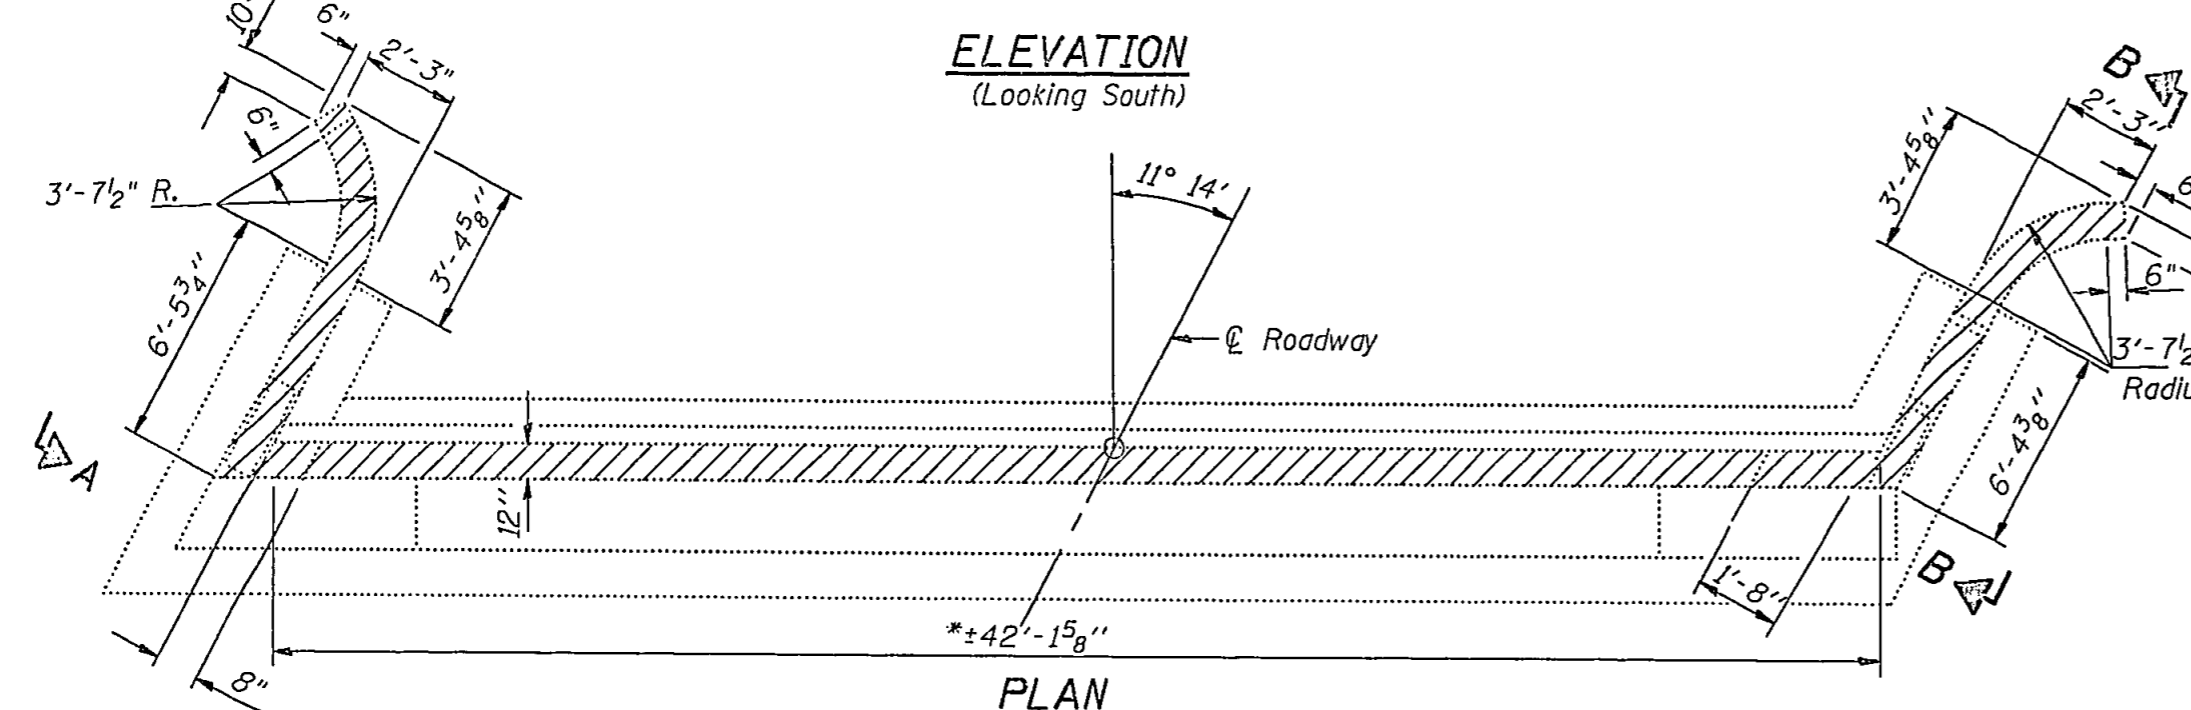 10'
6"
2'-3"
6"
3'-7½" R.
3'-4⅝"
6'-5¾"
ELEVATION
(Looking South)
11° 14'
℄ Roadway
B
2'-3"
3'-4⅝"
6"
3'-7½
6'-4⅜"
B
A
12"
1'-8"
*±42'-1⅝"
8"
PLAN